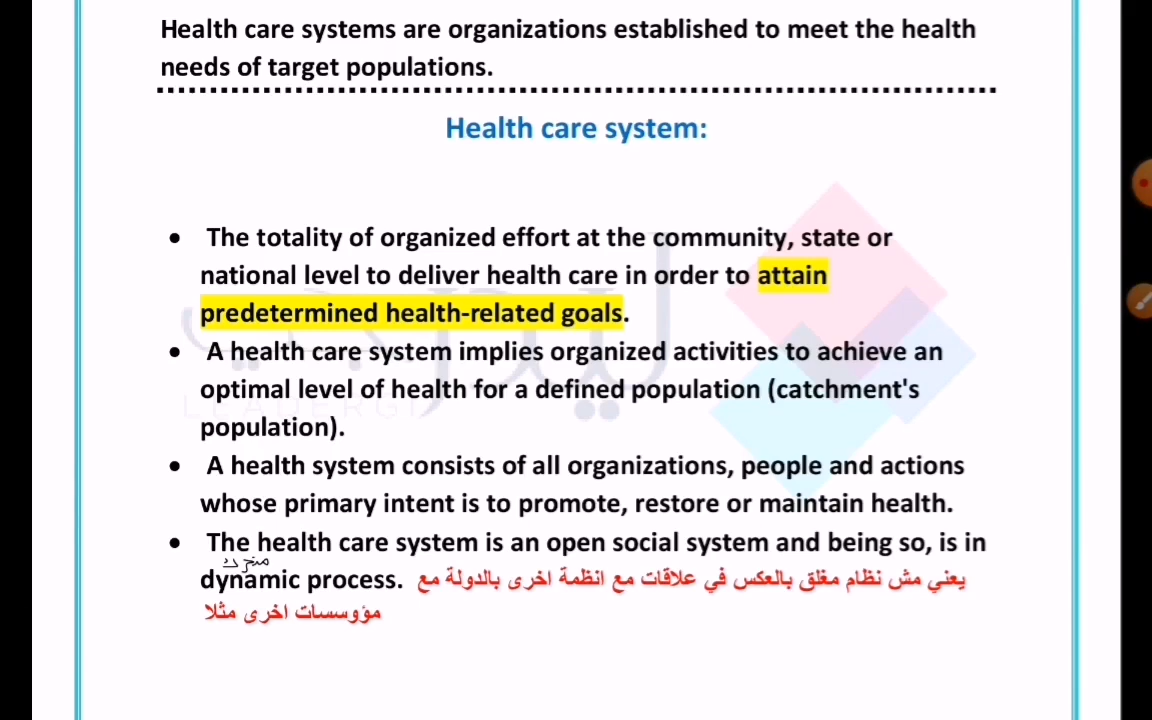 Health care systems are organizations established to meet the health
needs of target populations.
Health care system:
• The totality of organized effort at the community, state or
national level to deliver health care in order to attain
predetermined health-related goals.
• A health care system implies organized activities to achieve an
optimal level of health for a defined population (catchment's
population).
• A health system consists of all organizations, people and actions
whose primary intent is to promote, restore or maintain health.
• The health care system is an open social system and being so, is in
متحرك
dynamic process. يعني مش نظام مغلق بالعكس في علاقات مع انظمة اخرى بالدولة مع
مؤوسسات اخرى مثلا
ليدرجي
LEADERGI